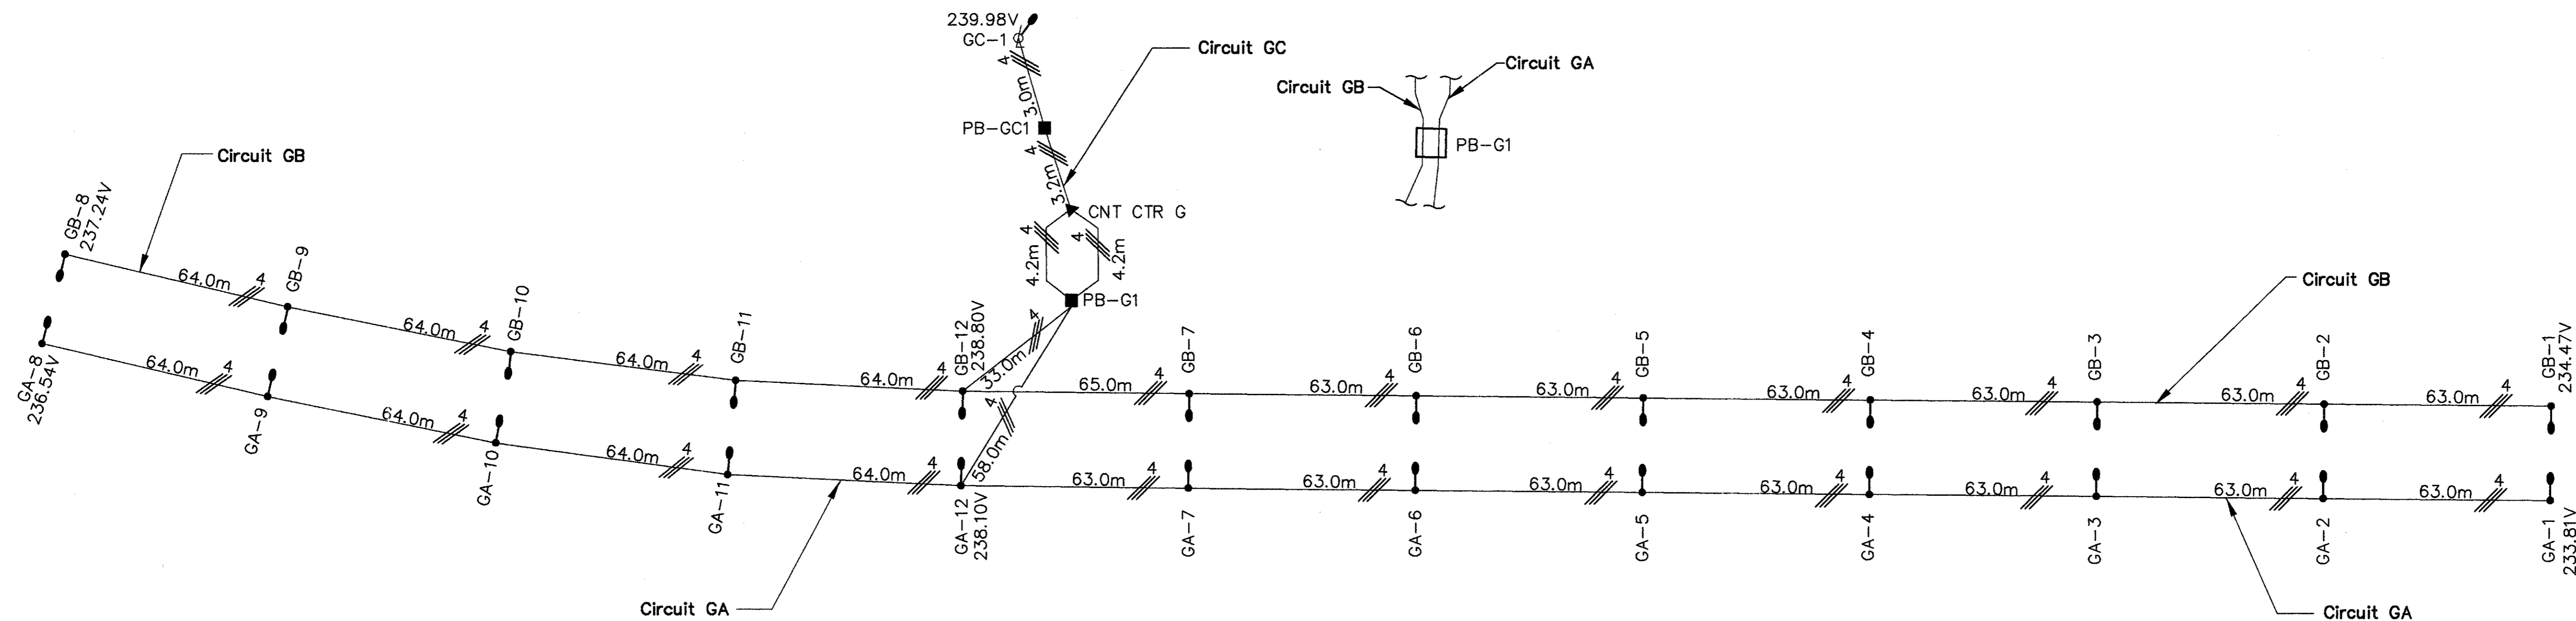 239.98V
GC-1
4
3.0m
Circuit GC
PB-GC1
4
3.2m
CNT CTR G
4
4.2m
4
4.2m
PB-G1
Circuit GB
Circuit GA
PB-G1
Circuit GB
GB-8
237.24V
64.0m
4
GB-9
64.0m
4
GB-10
64.0m
4
GB-11
64.0m
4
GB-12
238.80V
33.0m
4
65.0m
4
GB-7
63.0m
4
GB-6
63.0m
4
GB-5
63.0m
4
GB-4
63.0m
4
GB-3
63.0m
4
GB-2
63.0m
4
GB-1
234.47V
Circuit GB
GA-8
236.54V
64.0m
4
GA-9
64.0m
4
GA-10
64.0m
4
GA-11
64.0m
4
GA-12
238.10V
58.0m
4
63.0m
4
GA-7
63.0m
4
GA-6
63.0m
4
GA-5
63.0m
4
GA-4
63.0m
4
GA-3
63.0m
4
GA-2
63.0m
4
GA-1
233.81V
Circuit GA
Circuit GA